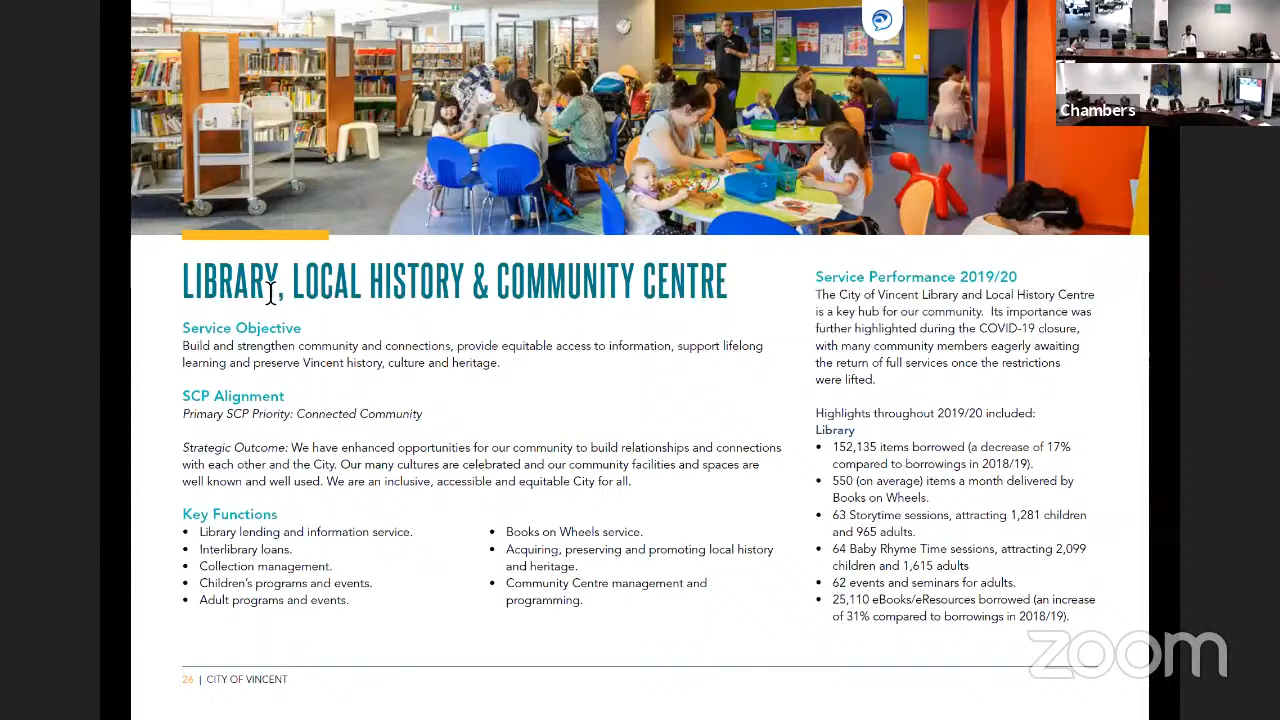 Chambers
LIBRARY, LOCAL HISTORY & COMMUNITY CENTRE
Service Objective
Build and strengthen community and connections, provide equitable access to information, support lifelong
learning and preserve Vincent history, culture and heritage.
SCP Alignment
Primary SCP Priority: Connected Community
Strategic Outcome: We have enhanced opportunities for our community to build relationships and connections
with each other and the City. Our many cultures are celebrated and our community facilities and spaces are
well known and well used. We are an inclusive, accessible and equitable City for all.
Key Functions
• Library lending and information service.
• Interlibrary loans.
• Collection management.
• Children's programs and events.
• Adult programs and events.
• Books on Wheels service.
• Acquiring, preserving and promoting local history
and heritage.
• Community Centre management and
programming.
Service Performance 2019/20
The City of Vincent Library and Local History Centre
is a key hub for our community. Its importance was
further highlighted during the COVID-19 closure,
with many community members eagerly awaiting
the return of full services once the restrictions
were lifted.
Highlights throughout 2019/20 included:
Library
• 152,135 items borrowed (a decrease of 17%
compared to borrowings in 2018/19).
• 550 (on average) items a month delivered by
Books on Wheels.
• 63 Storytime sessions, attracting 1,281 children
and 965 adults.
• 64 Baby Rhyme Time sessions, attracting 2,099
children and 1,615 adults
• 62 events and seminars for adults.
• 25,110 eBooks/eResources borrowed (an increase
of 31% compared to borrowings in 2018/19).
zoom
26 | CITY OF VINCENT